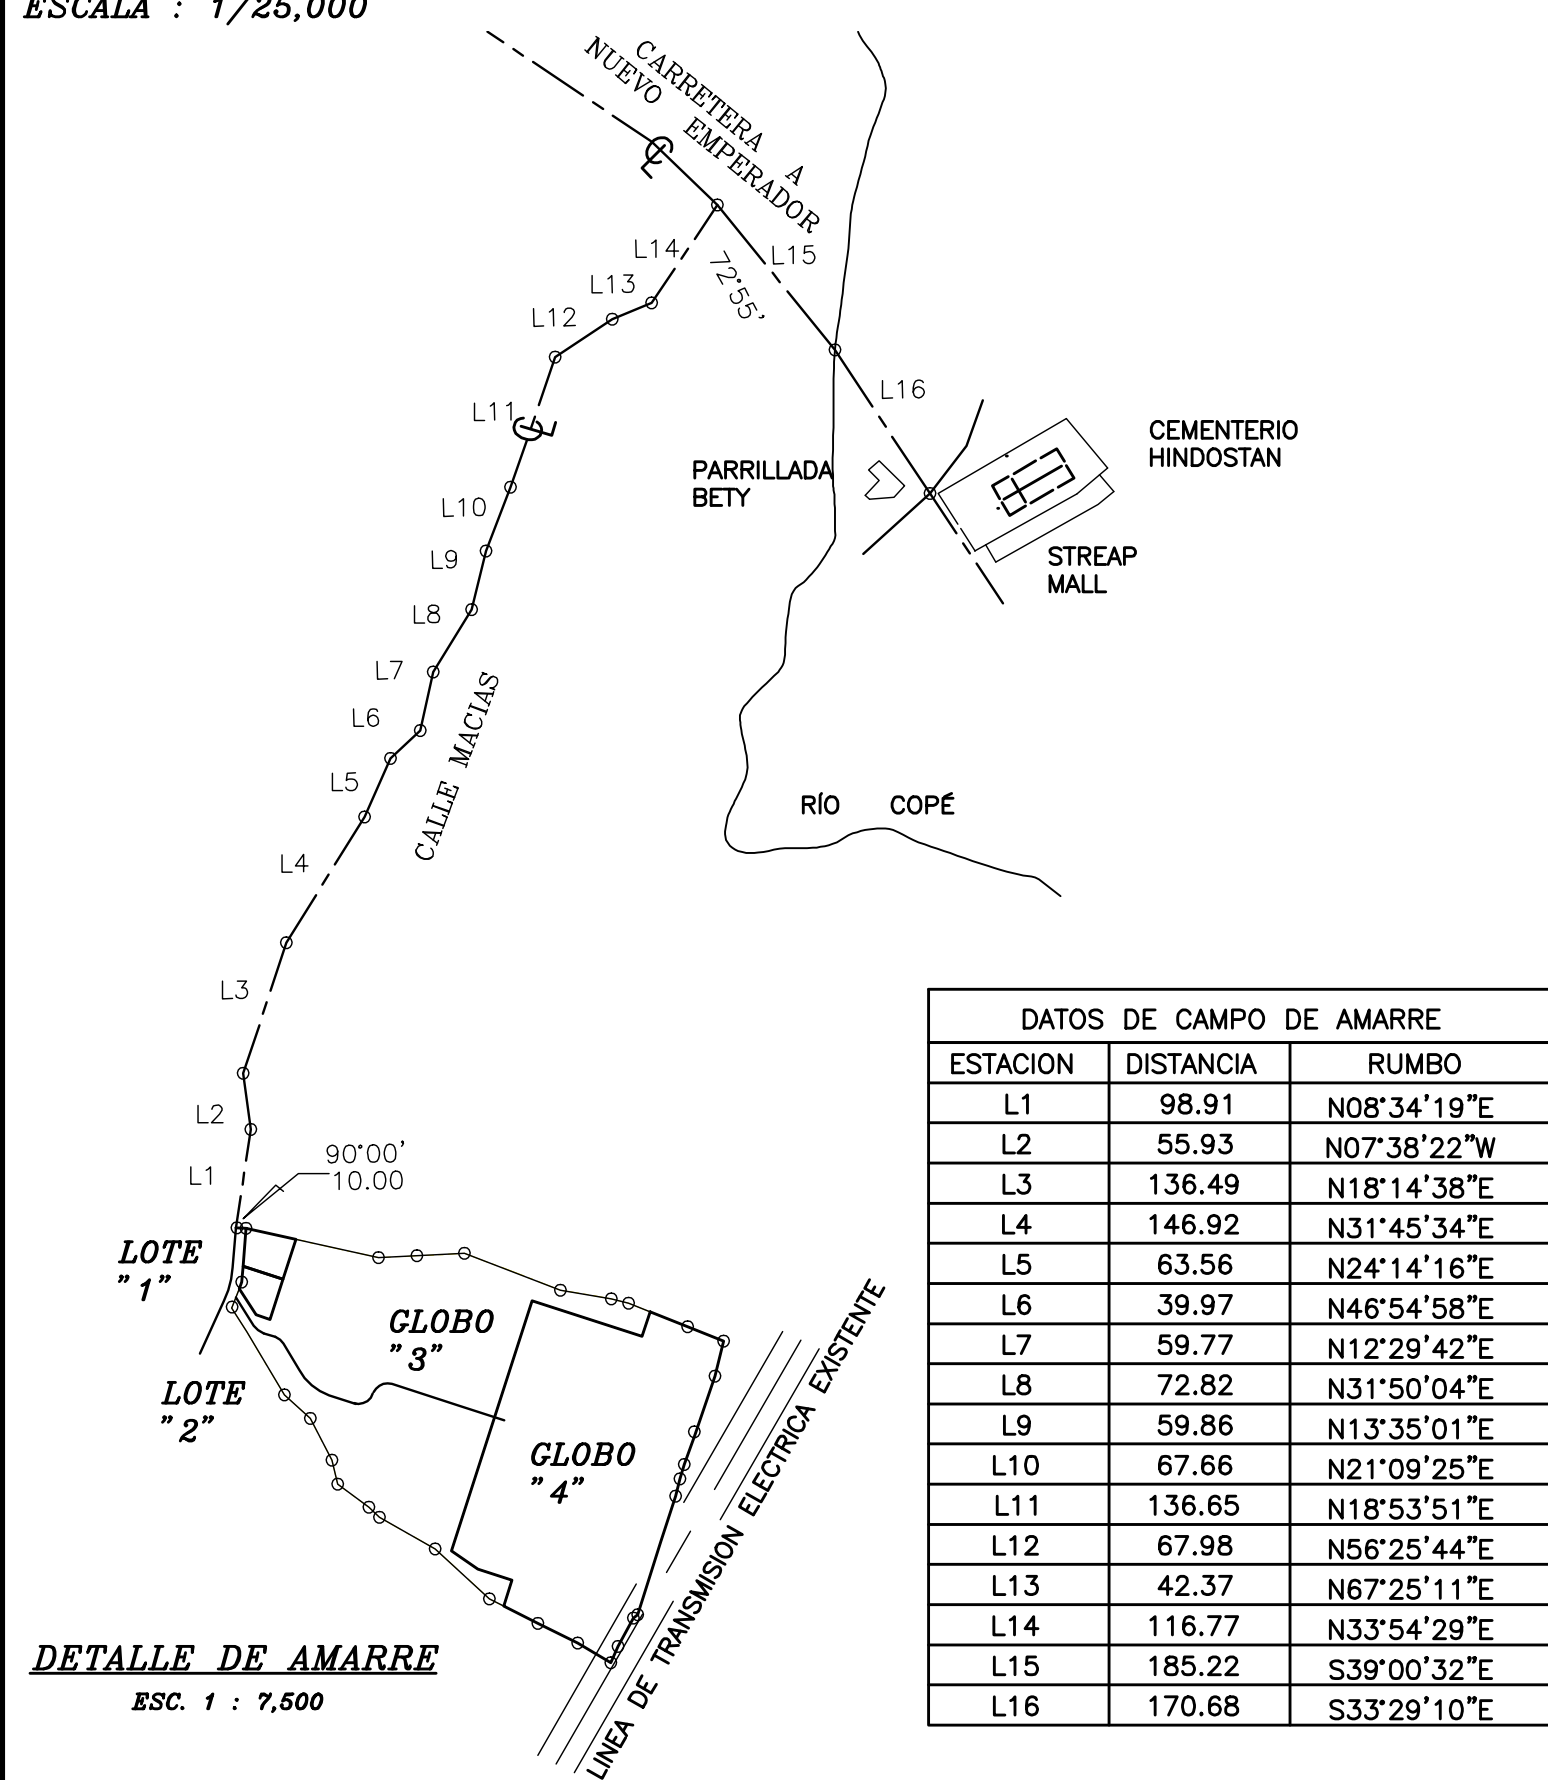 ESCALA : 1/25,000
CARRETERA A
NUEVO EMPERADOR
L14
L15
72°55'
L13
L12
L16
L11
CEMENTERIO
HINDOSTAN
PARRILLADA
BETY
L10
L9
STREAP
MALL
L8
L7
CALLE MACIAS
L6
L5
RÍO COPÉ
L4
L3
L2
90°00'
10.00
L1
LOTE
"1"
GLOBO
"3"
LOTE
"2"
GLOBO
"4"
LINEA DE TRANSMISION ELECTRICA EXISTENTE
DETALLE DE AMARRE
ESC. 1 : 7,500
DATOS DE CAMPO DE AMARRE
ESTACION DISTANCIA RUMBO
L1 98.91 N08°34'19"E
L2 55.93 N07°38'22"W
L3 136.49 N18°14'38"E
L4 146.92 N31°45'34"E
L5 63.56 N24°14'16"E
L6 39.97 N46°54'58"E
L7 59.77 N12°29'42"E
L8 72.82 N31°50'04"E
L9 59.86 N13°35'01"E
L10 67.66 N21°09'25"E
L11 136.65 N18°53'51"E
L12 67.98 N56°25'44"E
L13 42.37 N67°25'11"E
L14 116.77 N33°54'29"E
L15 185.22 S39°00'32"E
L16 170.68 S33°29'10"E